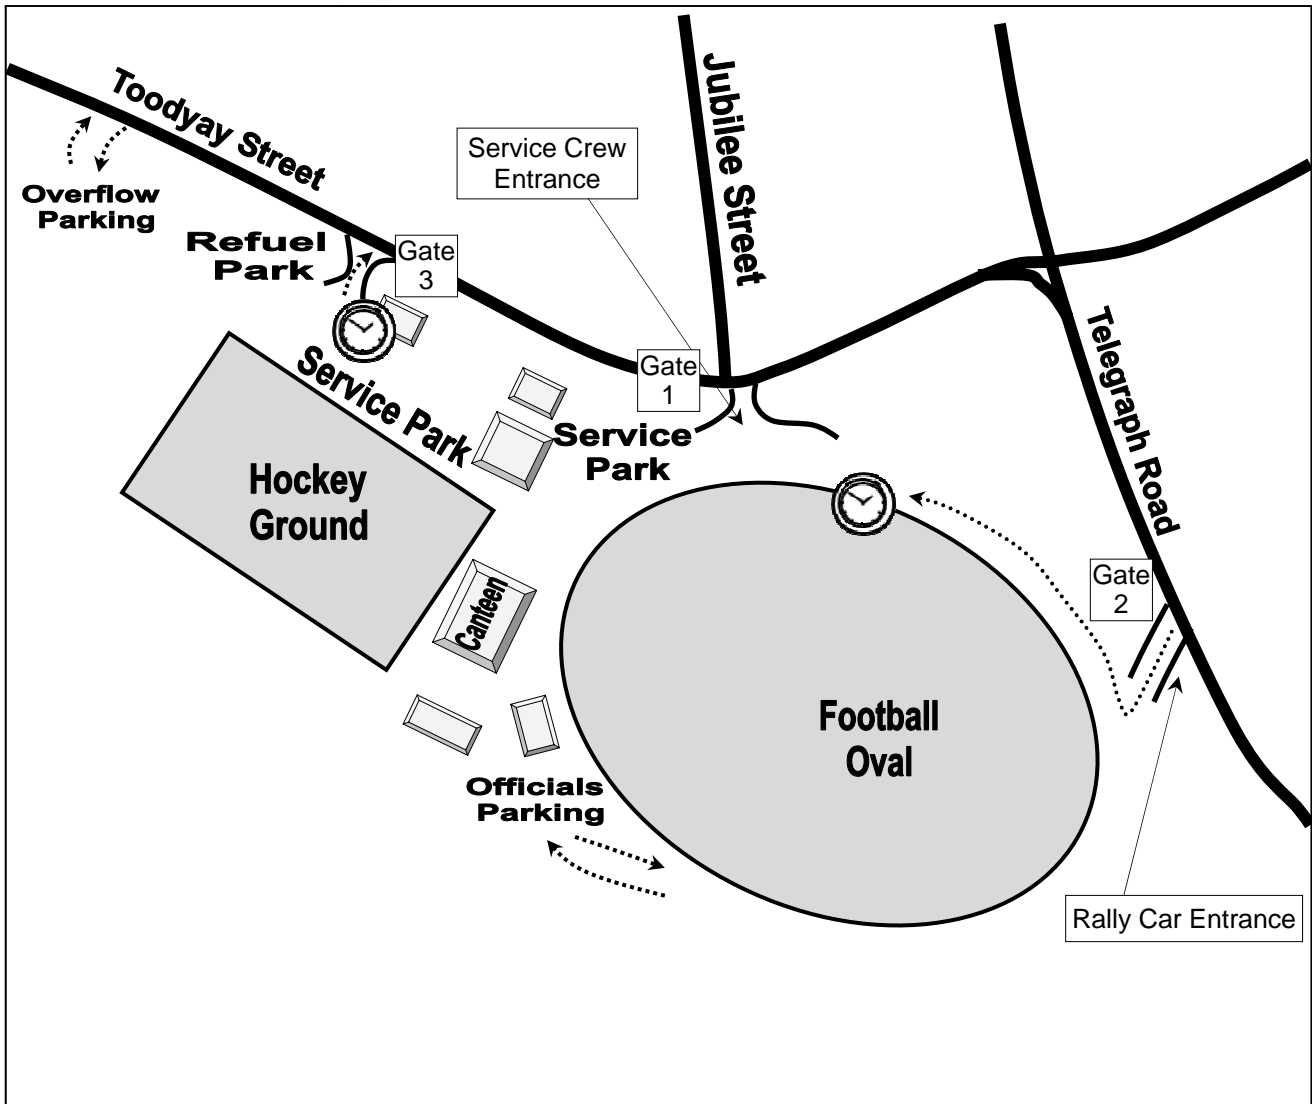 Toodyay Street
Jubilee Street
Service Crew
Entrance
Overflow
Parking
Refuel
Park
Gate
3
Gate
1
Telegraph Road
Service Park
Service
Park
Hockey
Ground
Gate
2
Canteen
Football
Oval
Officials
Parking
Rally Car Entrance